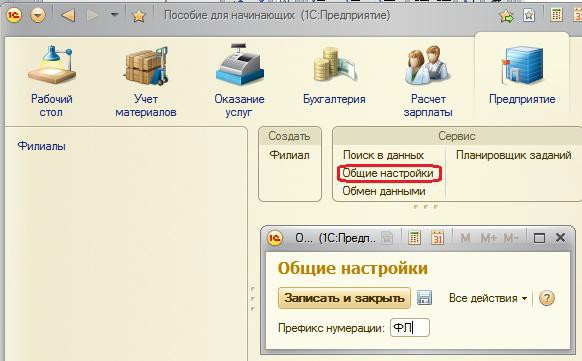 Пособие для начинающих (1С:Предприятие)
Рабочий стол
Учет материалов
Оказание услуг
Бухгалтерия
Расчет зарплаты
Предприятие
Филиалы
Создать
Филиал
Сервис
Поиск в данных
Планировщик заданий
Общие настройки
Обмен данными
О... (1С:Предп...
31
M M+ M-
Общие настройки
Записать и закрыть
Все действия
?
Префикс нумерации: ФЛ